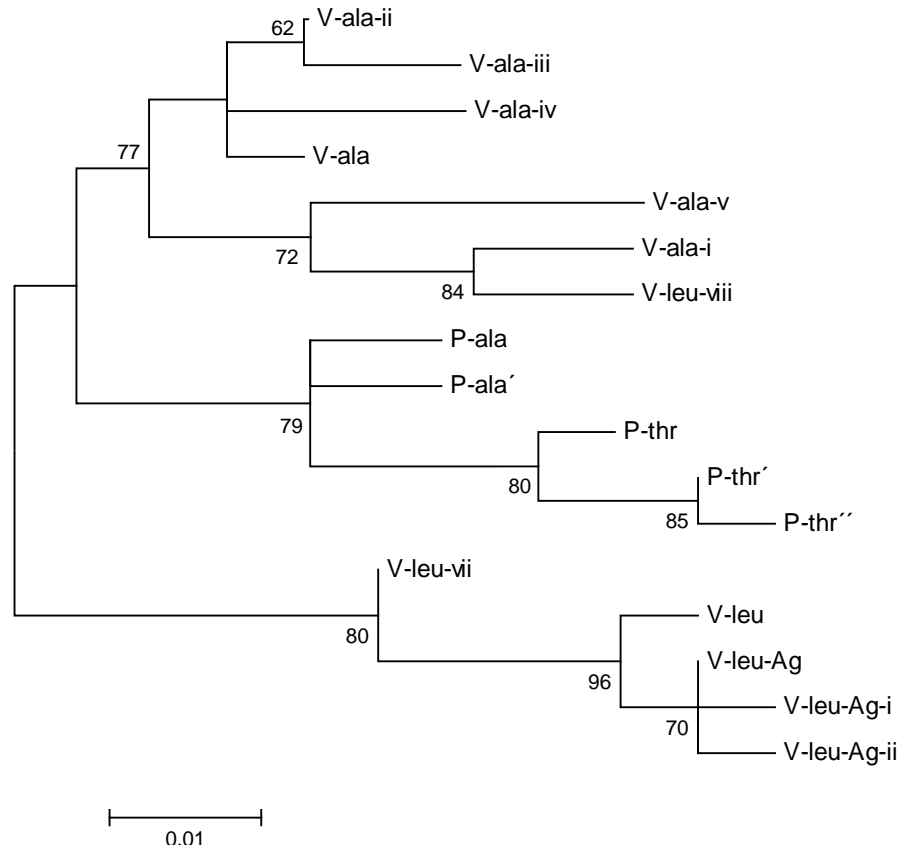 V-ala-ii
62
V-ala-iii
V-ala-iv
77
V-ala
V-ala-v
72
V-ala-i
84
V-leu-viii
P-ala
P-ala´
79
P-thr
80
P-thr´
85
P-thr´´
V-leu-vii
80
V-leu
V-leu-Ag
96
V-leu-Ag-i
70
V-leu-Ag-ii
0.01